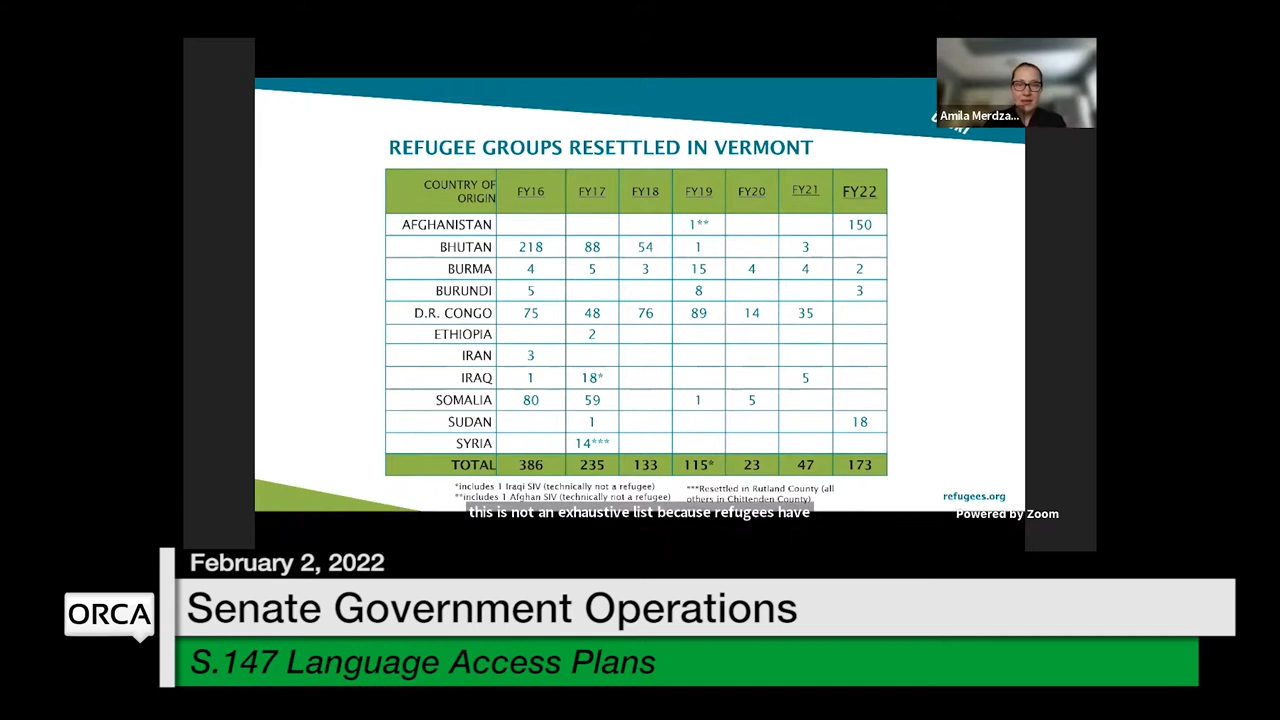 Amila Merdza...
REFUGEE GROUPS RESETTLED IN VERMONT
COUNTRY OF ORIGIN FY16 FY17 FY18 FY19 FY20 FY21 FY22
AFGHANISTAN 1** 150
BHUTAN 218 88 54 1 3
BURMA 4 5 3 15 4 4 2
BURUNDI 5 8 3
D.R. CONGO 75 48 76 89 14 35
ETHIOPIA 2
IRAN 3
IRAQ 1 18* 5
SOMALIA 80 59 1 5
SUDAN 1 18
SYRIA 14***
TOTAL 386 235 133 115* 23 47 173
*includes 1 Iraqi SIV (technically not a refugee)
**includes 1 Afghan SIV (technically not a refugee)
***Resettled in Rutland County (all
others in Chittenden County)
refugees.org
this is not an exhaustive list because refugees have
Powered by Zoom
February 2, 2022
ORCA
Senate Government Operations
S.147 Language Access Plans